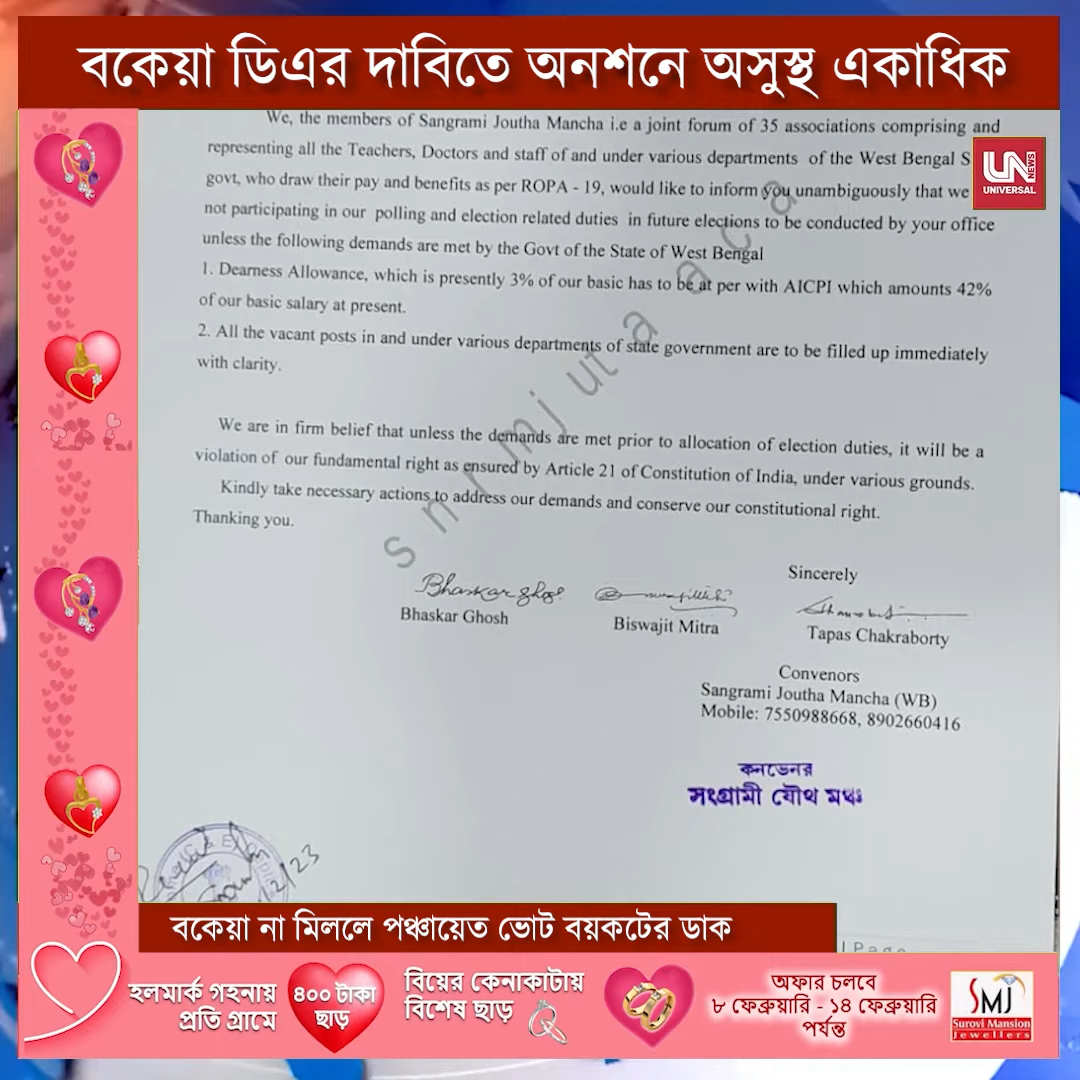 বকেয়া ডিএর দাবিতে অনশনে অসুস্থ একাধিক
We, the members of Sangrami Joutha Mancha i.e a joint forum of 35 associations comprising and
representing all the Teachers, Doctors and staff of and under various departments of the West Bengal S
govt, who draw their pay and benefits as per ROPA - 19, would like to inform you unambiguously that we
not participating in our polling and election related duties in future elections to be conducted by your office
unless the following demands are met by the Govt of the State of West Bengal
1. Dearness Allowance, which is presently 3% of our basic has to be at per with AICPI which amounts 42%
of our basic salary at present.
2. All the vacant posts in and under various departments of state government are to be filled up immediately
with clarity.
We are in firm belief that unless the demands are met prior to allocation of election duties, it will be a
violation of our fundamental right as ensured by Article 21 of Constitution of India, under various grounds.
Kindly take necessary actions to address our demands and conserve our constitutional right.
Thanking you.
Sincerely
Bhaskar Ghosh
Bhaskar Ghosh
Biswajit Mitra
Tapas Chakraborty
Convenors
Sangrami Joutha Mancha (WB)
Mobile: 7550988668, 8902660416
কনভেনর
সংগ্রামী যৌথ মঞ্চ
UN NEWS
UNIVERSAL
বকেয়া না মিললে পঞ্চায়েত ভোট বয়কটের ডাক
হলমার্ক গহনায়
প্রতি গ্রামে
৪০০ টাকা
ছাড়
বিয়ের কেনাকাটায়
বিশেষ ছাড়
অফার চলবে
৮ ফেব্রুয়ারি - ১৪ ফেব্রুয়ারি
পর্যন্ত
SMJ
Surovi Mansion
Jewellers